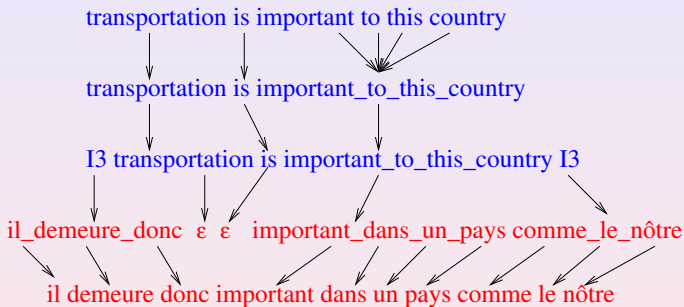 transportation is important to this country
transportation is important_to_this_country
I3 transportation is important_to_this_country I3
il_demeure_donc ε ε important_dans_un_pays comme_le_nôtre
il demeure donc important dans un pays comme le nôtre